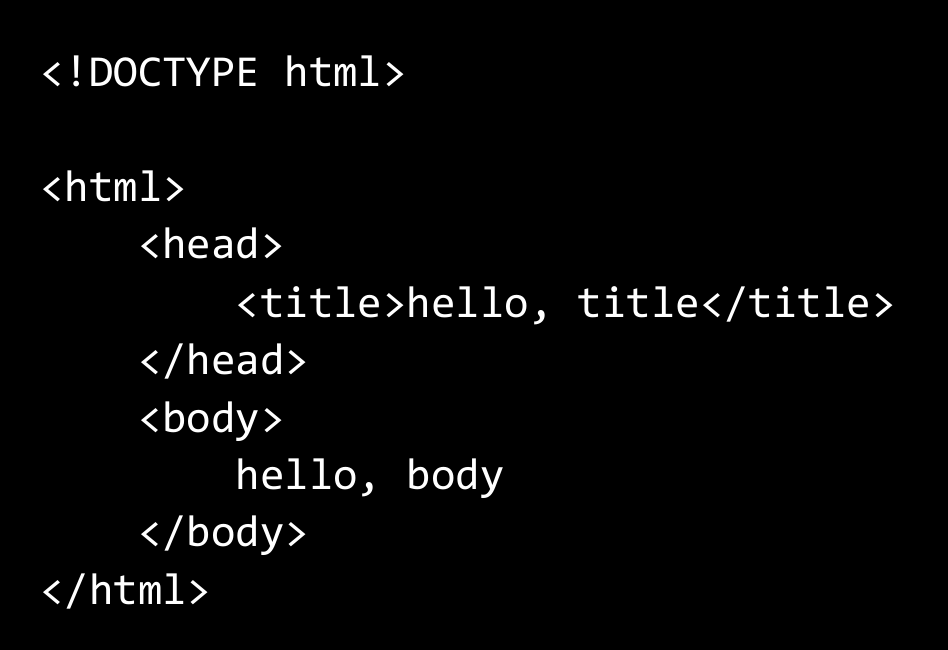 <!DOCTYPE html>

<html>
    <head>
        <title>hello, title</title>
    </head>
    <body>
        hello, body
    </body>
</html>